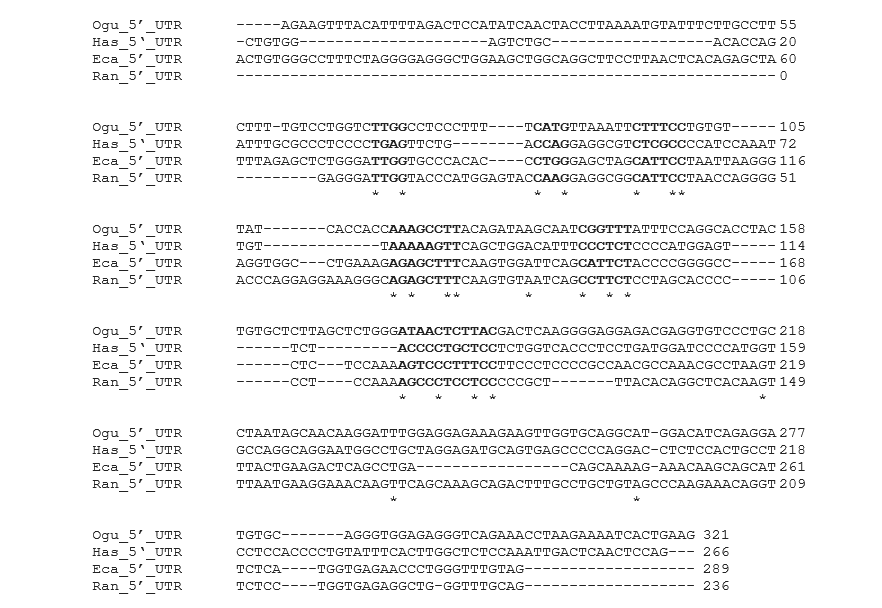 Ogu_5’_UTR -----AGAAGTTTACATTTTAGACTCCATATCAACTACCTTAAAATGTATTTCTTGCCTT 55
Has_5‘_UTR -CTGTGG---------------------AGTCTGC------------------ACACCAG 20
Eca_5’_UTR ACTGTGGGCCTTTCTAGGGGAGGGCTGGAAGCTGGCAGGCTTCCTTAACTCACAGAGCTA 60
Ran_5’_UTR ------------------------------------------------------------ 0
Ogu_5’_UTR CTTT-TGTCCTGGTCTTGGCCTCCCTTT----TCATGTTAAATTCTTTCCTGTGT----- 105
Has_5‘_UTR ATTTGCGCCCTCCCCTGAGTTCTG--------ACCAGGAGGCGTCTCGCCCCATCCAAAT 72
Eca_5’_UTR TTTAGAGCTCTGGGATTGGTGCCCACAC----CCTGGGAGCTAGCATTCCTAATTAAGGG 116
Ran_5’_UTR ---------GAGGGATTGGTACCCATGGAGTACCAAGGAGGCGGCATTCCTAACCAGGGG 51
* * * * * **
Ogu_5’_UTR TAT-------CACCACCAAAGCCTTACAGATAAGCAATCGGTTTATTTCCAGGCACCTAC 158
Has_5‘_UTR TGT-------------TAAAAAGTTCAGCTGGACATTTCCCTCTCCCCATGGAGT----- 114
Eca_5’_UTR AGGTGGC---CTGAAAGAGAGCTTTCAAGTGGATTCAGCATTCTACCCCGGGGCC----- 168
Ran_5’_UTR ACCCAGGAGGAAAGGGCAGAGCTTTCAAGTGTAATCAGCCTTCTCCTAGCACCCC----- 106
* * ** * * * *
Ogu_5’_UTR TGTGCTCTTAGCTCTGGGATAACTCTTACGACTCAAGGGGAGGAGACGAGGTGTCCCTGC 218
Has_5‘_UTR ------TCT---------ACCCCTGCTCCTCTGGTCACCCTCCTGATGGATCCCCATGGT 159
Eca_5’_UTR ------CTC---TCCAAAAGTCCCTTTCCTTCCCTCCCCGCCAACGCCAAACGCCTAAGT 219
Ran_5’_UTR ------CCT----CCAAAAGCCCTCCTCCCCCGCT-------TTACACAGGCTCACAAGT 149
* * * * *
Ogu_5’_UTR CTAATAGCAACAAGGATTTGGAGGAGAAAGAAGTTGGTGCAGGCAT-GGACATCAGAGGA 277
Has_5‘_UTR GCCAGGCAGGAATGGCCTGCTAGGAGATGCAGTGAGCCCCCAGGAC-CTCTCCACTGCCT 218
Eca_5’_UTR TTACTGAAGACTCAGCCTGA-----------------CAGCAAAAG-AAACAAGCAGCAT 261
Ran_5’_UTR TTAATGAAGGAAACAAGTTCAGCAAAGCAGACTTTGCCTGCTGTAGCCCAAGAAACAGGT 209
* *
Ogu_5’_UTR TGTGC-------AGGGTGGAGAGGGTCAGAAACCTAAGAAAATCACTGAAG 321
Has_5‘_UTR CCTCCACCCCTGTATTTCACTTGGCTCTCCAAATTGACTCAACTCCAG--- 266
Eca_5’_UTR TCTCA----TGGTGAGAACCCTGGGTTTGTAG------------------- 289
Ran_5’_UTR TCTCC----TGGTGAGAGGCTG-GGTTTGCAG------------------- 236